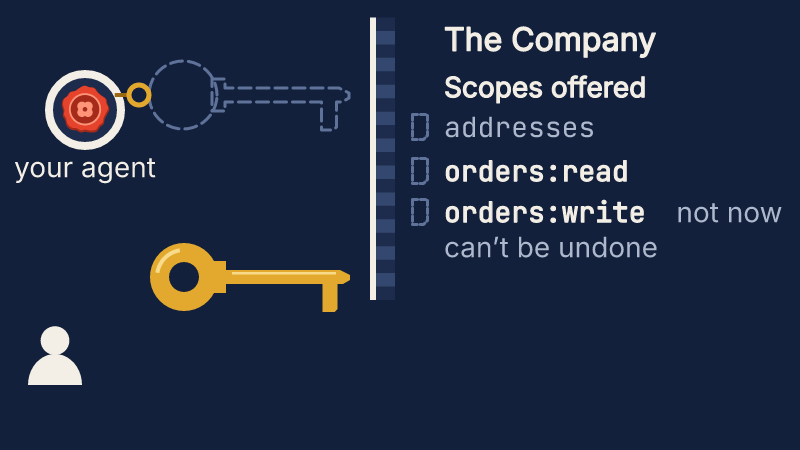 The Company
Scopes offered
addresses
orders:read
orders:write not now
can’t be undone
your agent